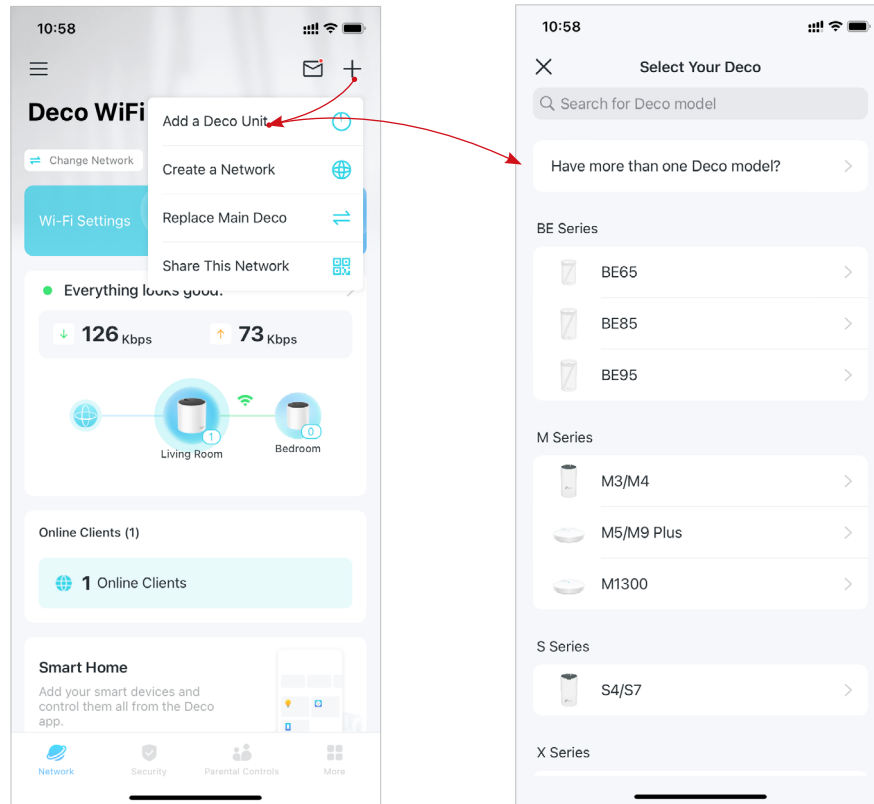 10:58
Deco WiFi
Add a Deco Unit
Change Network
Create a Network
Wi-Fi Settings
Replace Main Deco
Share This Network
Everything looks good!
126 Kbps
73 Kbps
1
0
Living Room
Bedroom
Online Clients (1)
1 Online Clients
Smart Home
Add your smart devices and
control them all from the Deco
app.
Network
Security
Parental Controls
More
10:58
Select Your Deco
Search for Deco model
Have more than one Deco model?
BE Series
BE65
BE85
BE95
M Series
M3/M4
M5/M9 Plus
M1300
S Series
S4/S7
X Series